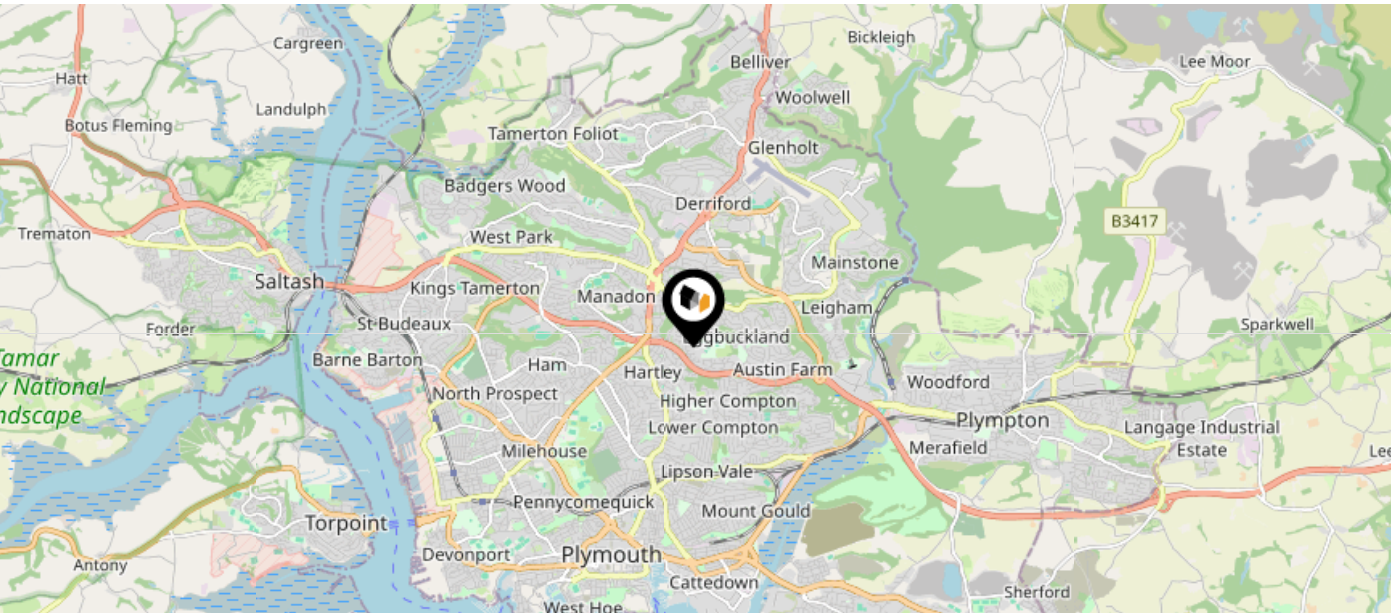 Cargreen
Bickleigh
Belliver
Lee Moor
Hatt
Woolwell
Landulph
Botus Fleming
Tamerton Foliot
Glenholt
Badgers Wood
Derriford
B3417
Trematon
West Park
Mainstone
Saltash
Kings Tamerton
Manadon
Leigham
Forder
St Budeaux
ggbuckland
Sparkwell
Tamar
y National
ndscape
Barne Barton
Ham
Hartley
Austin Farm
Woodford
North Prospect
Higher Compton
Plympton
Lower Compton
Langage Industrial
Estate
Milehouse
Merafield
Lee
Lipson Vale
Pennycomequick
Mount Gould
Torpoint
Devonport
Plymouth
Antony
Cattedown
Sherford
West Hoe